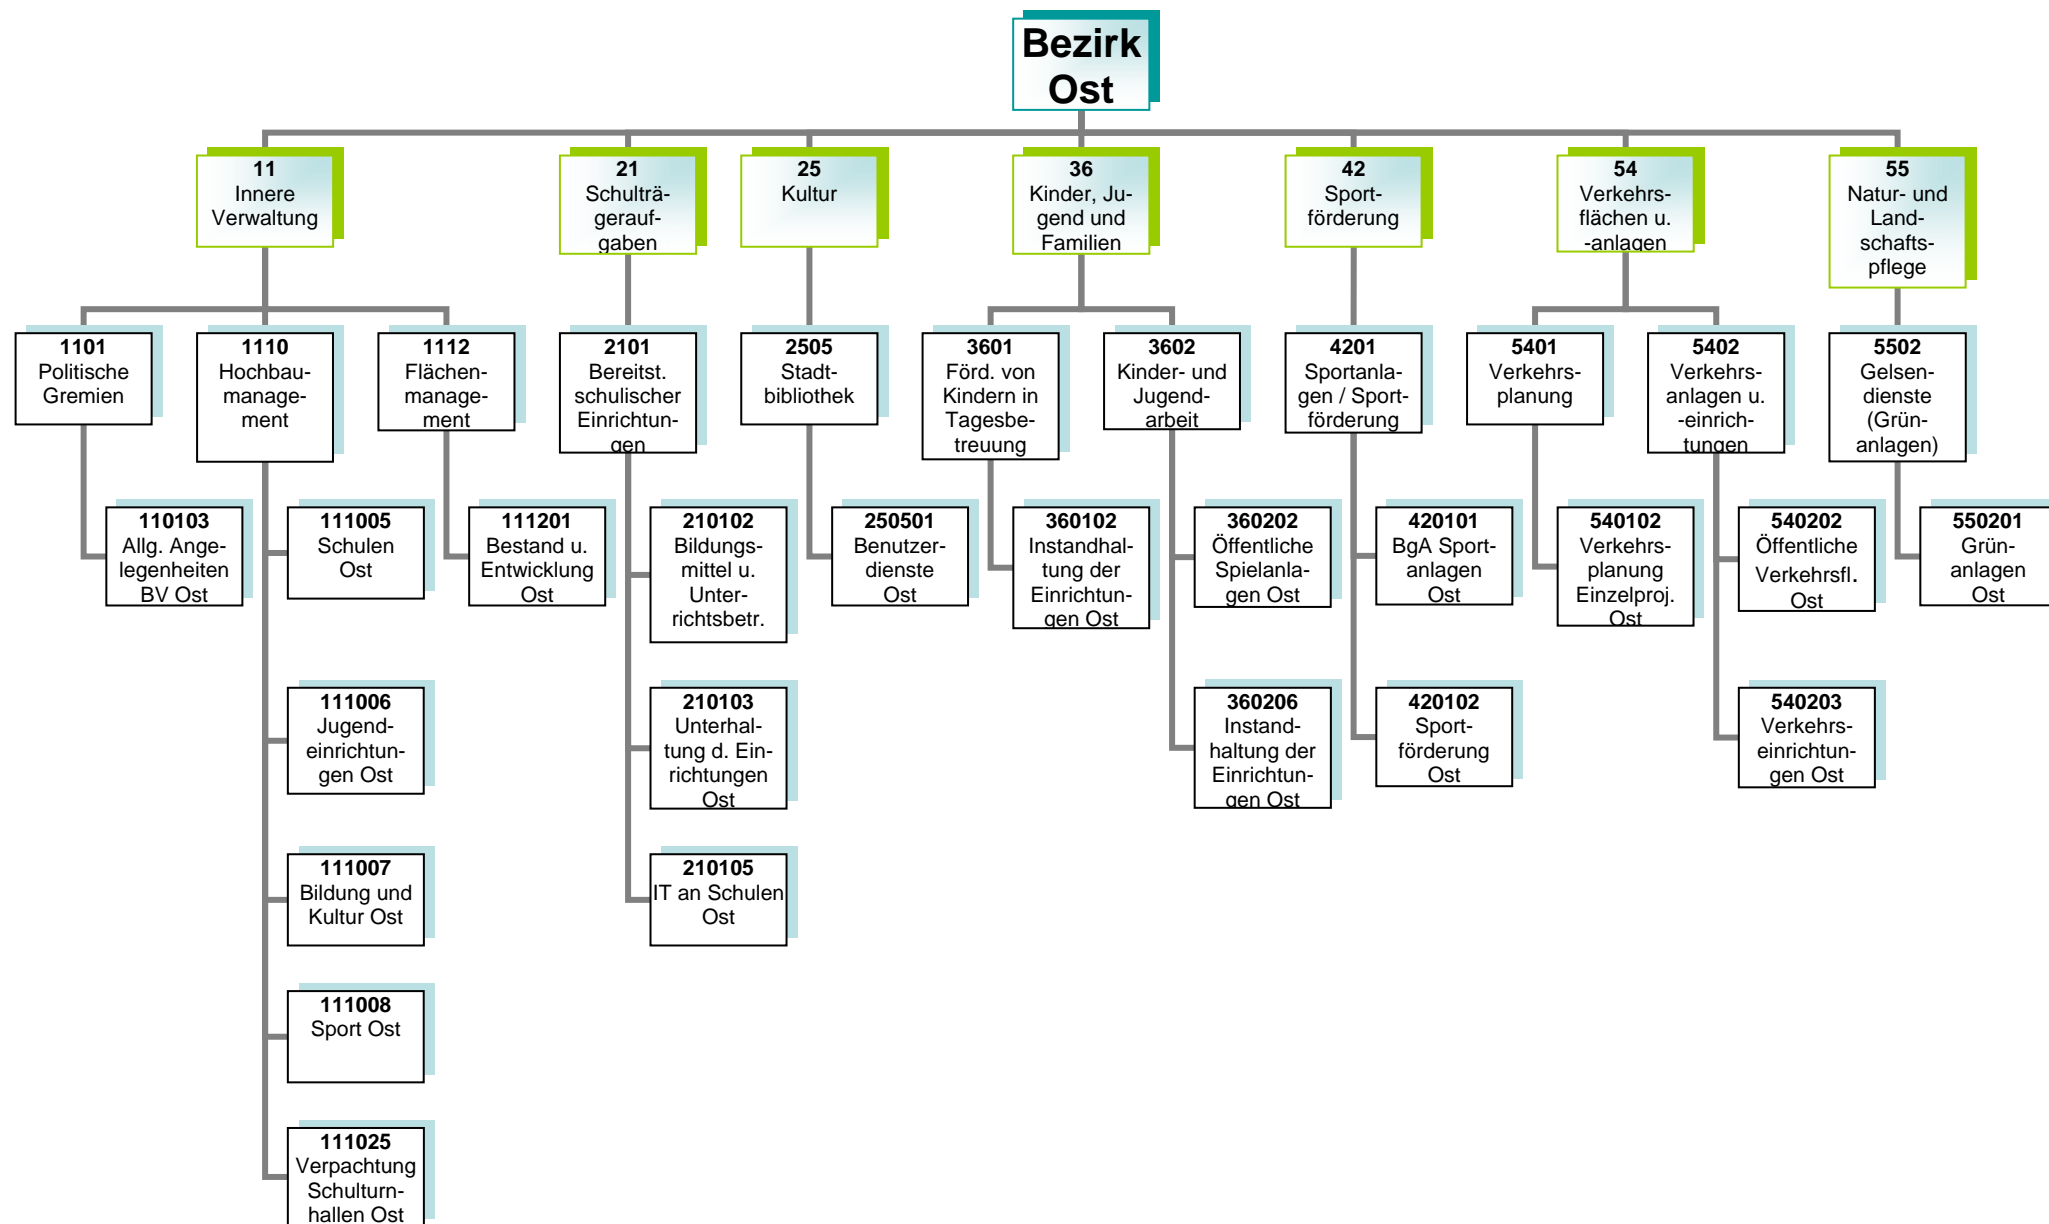 Bezirk
Ost
11
Innere
Verwaltung
21
Schulträ-
gerauf-
gaben
25
Kultur
36
Kinder, Ju-
gend und
Familien
42
Sport-
förderung
54
Verkehrs-
flächen u.
-anlagen
55
Natur- und
Land-
schafts-
pflege
1101
Politische
Gremien
1110
Hochbau-
manage-
ment
1112
Flächen-
manage-
ment
2101
Bereitst.
schulischer
Einrichtun-
gen
2505
Stadt-
bibliothek
3601
Förd. von
Kindern in
Tagesbe-
treuung
3602
Kinder- und
Jugend-
arbeit
4201
Sportanla-
gen / Sport-
förderung
5401
Verkehrs-
planung
5402
Verkehrs-
anlagen u.
-einrich-
tungen
5502
Gelsen-
dienste
(Grün-
anlagen)
110103
Allg. Ange-
legenheiten
BV Ost
111005
Schulen
Ost
111201
Bestand u.
Entwicklung
Ost
210102
Bildungs-
mittel u.
Unter-
richtsbetr.
250501
Benutzer-
dienste
Ost
360102
Instandhal-
tung der
Einrichtun-
gen Ost
360202
Öffentliche
Spielanla-
gen Ost
420101
BgA Sport-
anlagen
Ost
540102
Verkehrs-
planung
Einzelproj.
Ost
540202
Öffentliche
Verkehrsfl.
Ost
550201
Grün-
anlagen
Ost
111006
Jugend-
einrichtun-
gen Ost
210103
Unterhal-
tung d. Ein-
richtungen
Ost
360206
Instand-
haltung der
Einrichtun-
gen Ost
420102
Sport-
förderung
Ost
540203
Verkehrs-
einrichtun-
gen Ost
111007
Bildung und
Kultur Ost
210105
IT an Schulen
Ost
111008
Sport Ost
111025
Verpachtung
Schulturn-
hallen Ost